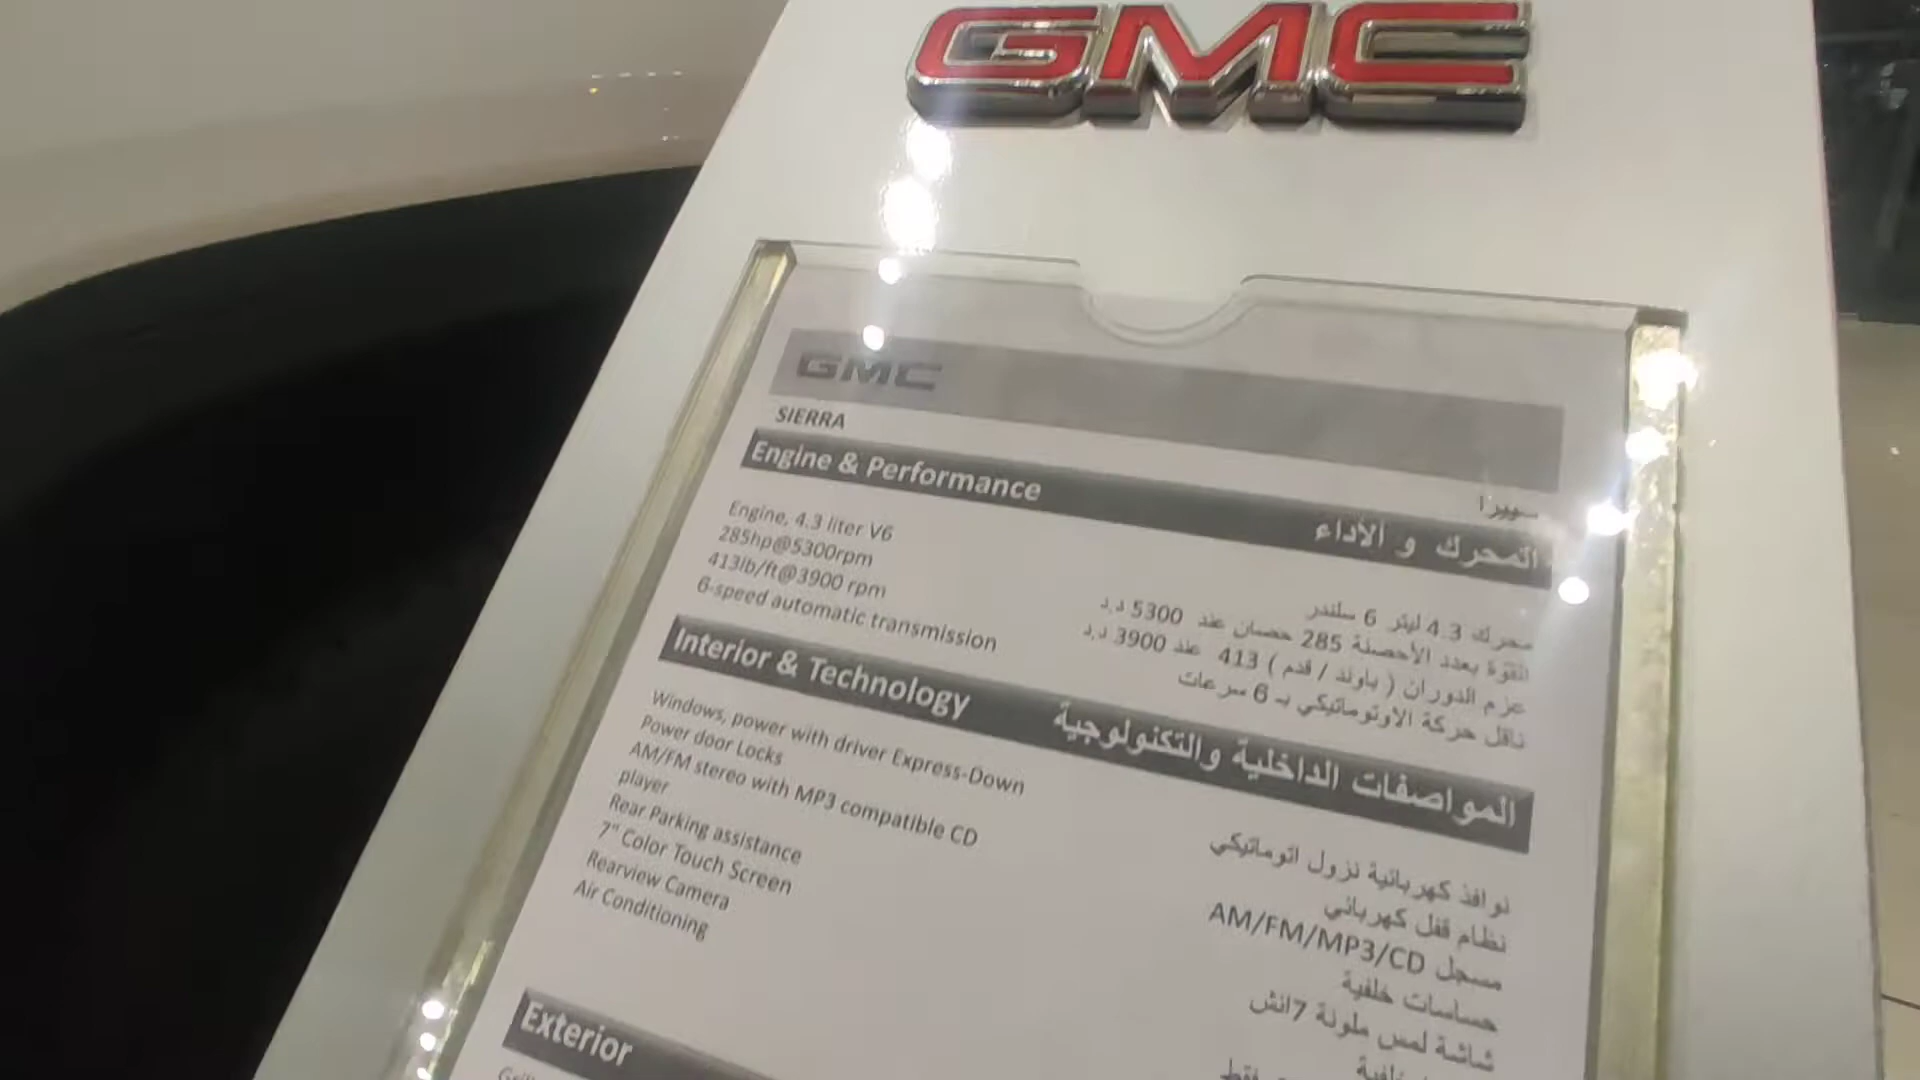 GMC
GMC
SIERRA
سييرا
Engine & Performance
المحرك و الأداء
Engine, 4.3 liter V6
285hp@5300rpm
413lb/ft@3900 rpm
6-speed automatic transmission
محرك 4.3 ليتر 6 سلندر
القوة بعدد الأحصنة 285 حصان عند 5300 د.د
عزم الدوران ( باوند / قدم ) 413 عند 3900 د.د
ناقل حركة الاوتوماتيكي بـ 6 سرعات
Interior & Technology
المواصفات الداخلية والتكنولوجية
Windows, power with driver Express-Down
Power door Locks
AM/FM stereo with MP3 compatible CD
player
Rear Parking assistance
7" Color Touch Screen
Rearview Camera
Air Conditioning
نوافذ كهربائية نزول اتوماتيكي
نظام قفل كهربائي
مسجل AM/FM/MP3/CD
حساسات خلفية
شاشة لمس ملونة 7انش
Exterior